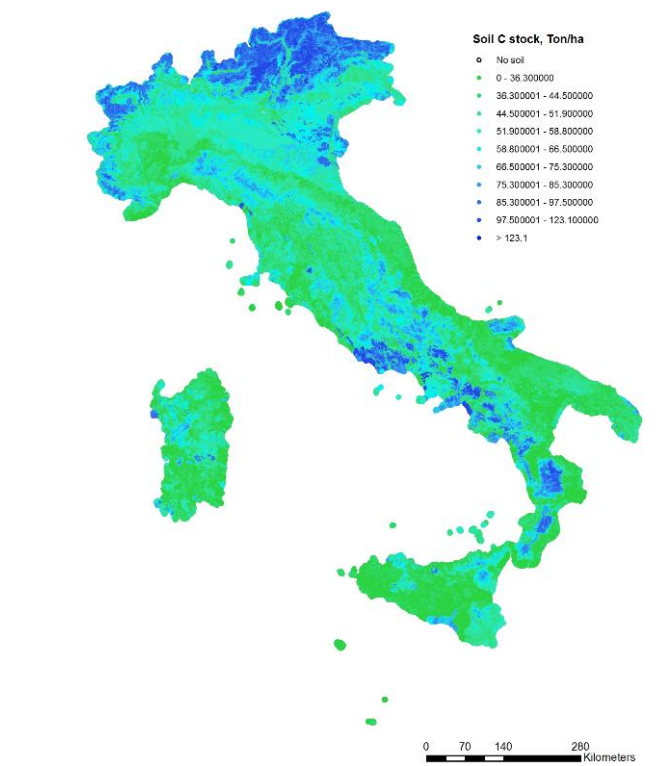 Soil C stock, Ton/ha
No soil
0 - 36.300000
36.300001 - 44.500000
44.500001 - 51.900000
51.900001 - 58.800000
58.800001 - 66.500000
66.500001 - 75.300000
75.300001 - 85.300000
85.300001 - 97.500000
97.500001 - 123.100000
> 123.1
0 70 140 280
Kilometers